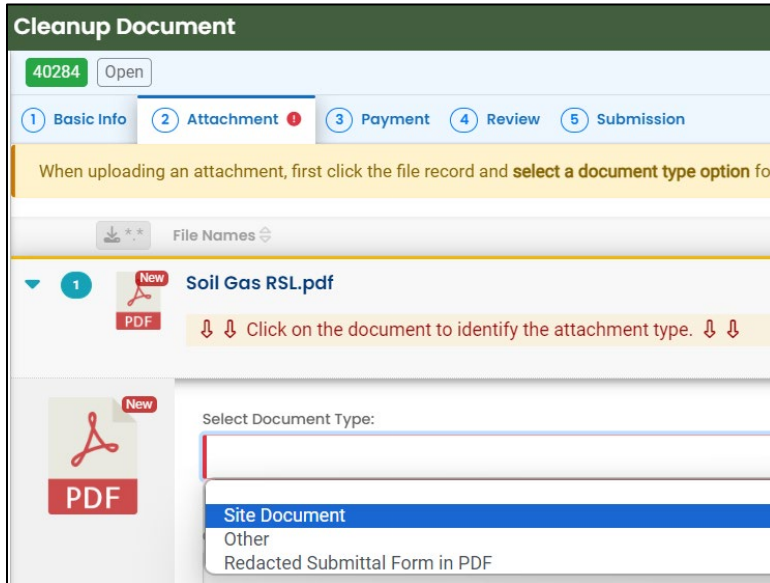 Cleanup Document
40284 Open
1 Basic Info 2 Attachment 3 Payment 4 Review 5 Submission
When uploading an attachment, first click the file record and select a document type option fo
*.* File Names
1 New PDF Soil Gas RSL.pdf
⇩ ⇩ Click on the document to identify the attachment type. ⇩ ⇩
New
PDF
Select Document Type:
Site Document
Other
Redacted Submittal Form in PDF